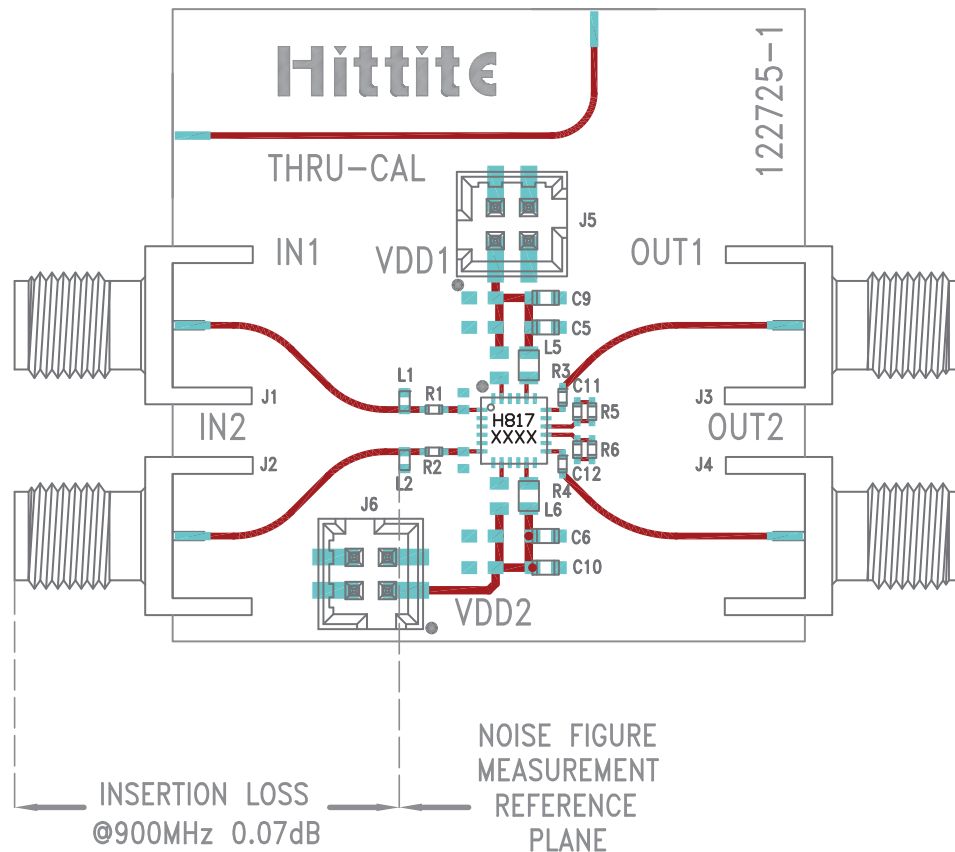 Hittite
122725-1
THRU-CAL
J5
IN1
VDD1
OUT1
C9
C5
L5
R3
L1
R1
C11
J1
J3
R5
H817
XXXX
IN2
OUT2
R6
R2
C12
J2
L2
J4
R4
J6
L6
C6
C10
VDD2
NOISE FIGURE
MEASUREMENT
REFERENCE
PLANE
INSERTION LOSS
@900MHz 0.07dB